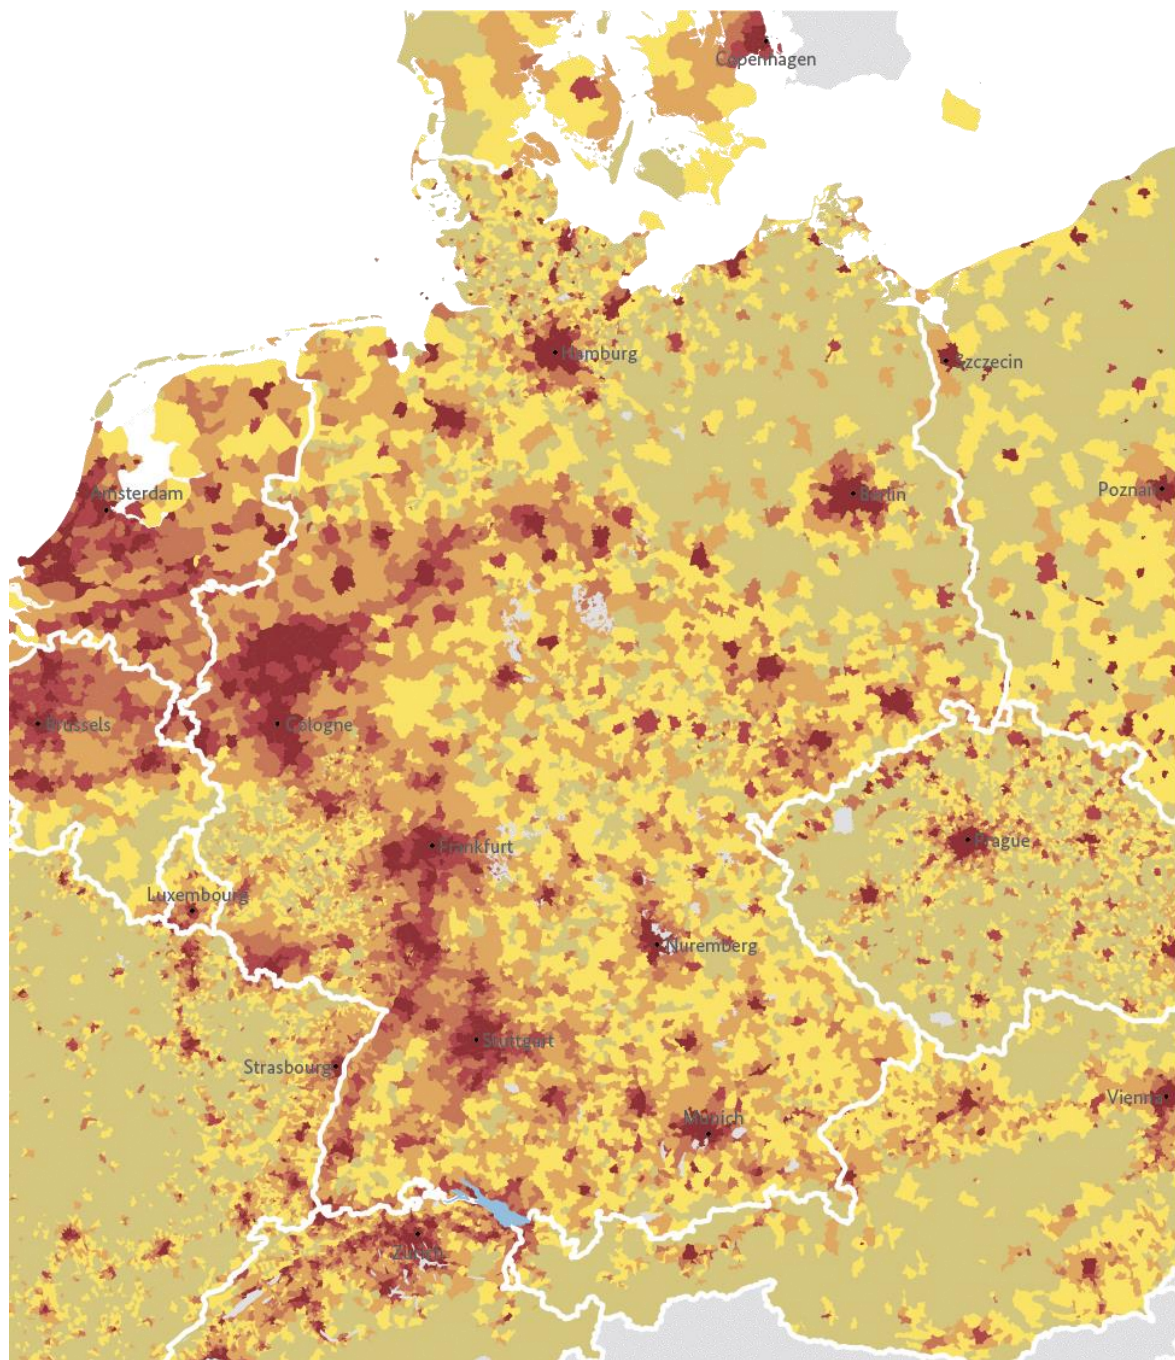 Copenhagen
Hamburg
Szczecin
Amsterdam
Berlin
Poznań
Brussels
Cologne
Prague
Frankfurt
Luxembourg
Nuremberg
Stuttgart
Strasbourg
Vienna
Munich
Zurich